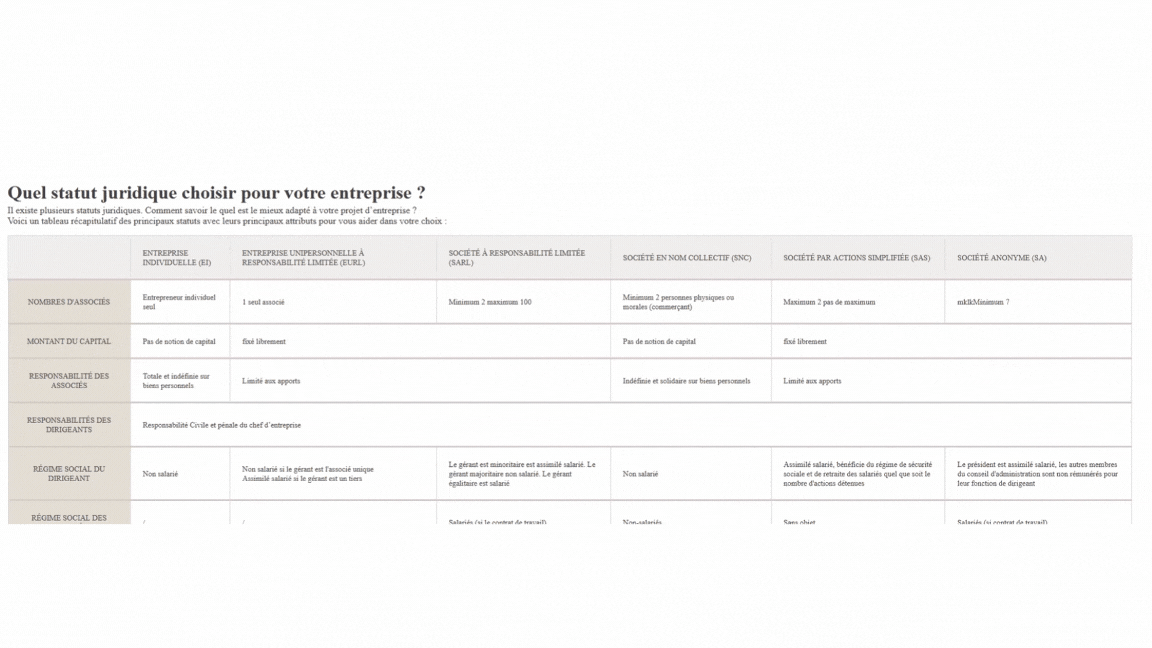 Quel statut juridique choisir pour votre entreprise ?
Il existe plusieurs statuts juridiques. Comment savoir le quel est le mieux adapté à votre projet d'entreprise ?
Voici un tableau récapitulatif des principaux statuts avec leurs principaux attributs pour vous aider dans votre choix :
ENTREPRISE
INDIVIDUELLE (EI)
ENTREPRISE UNIPERSONNELLE À
RESPONSABILITÉ LIMITÉE (EURL)
SOCIÉTÉ À RESPONSABILITÉ LIMITÉE
(SARL)
SOCIÉTÉ EN NOM COLLECTIF (SNC)
SOCIÉTÉ PAR ACTIONS SIMPLIFIÉE (SAS)
SOCIÉTÉ ANONYME (SA)
NOMBRES D'ASSOCIÉS
Entrepreneur individuel
seul
1 seul associé
Minimum 2 maximum 100
Minimum 2 personnes physiques ou
morales (commerçant)
Maximum 2 pas de maximum
mklkMinimum 7
MONTANT DU CAPITAL
Pas de notion de capital
fixé librement
Pas de notion de capital
fixé librement
RESPONSABILITÉ DES
ASSOCIÉS
Totale et indéfinie sur
biens personnels
Limité aux apports
Indéfinie et solidaire sur biens personnels
Limité aux apports
RESPONSABILITÉS DES
DIRIGEANTS
Responsabilité Civile et pénale du chef d'entreprise
RÉGIME SOCIAL DU
DIRIGEANT
Non salarié
Non salarié si le gérant est l'associé unique
Assimilé salarié si le gérant est un tiers
Le gérant est minoritaire est assimilé salarié. Le
gérant majoritaire non salarié. Le gérant
égalitaire est salarié
Non salarié
Assimilé salarié, bénéficie du régime de sécurité
sociale et de retraite des salariés quel que soit le
nombre d'actions détenues
Le président est assimilé salarié, les autres membres
du conseil d'administration sont non rémunérés pour
leur fonction de dirigeant
RÉGIME SOCIAL DES
/
/
Salariés (si le contrat de travail)
Non-salariés
Sans objet
Salariés (si contrat de travail)